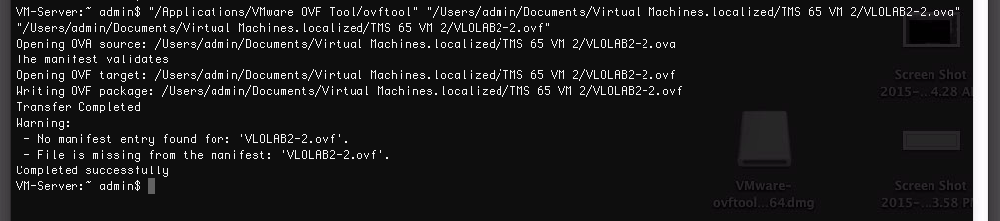 VM-Server:~ admin$ "/Applications/VMware OVF Tool/ovftool" "/Users/admin/Documents/Virtual Machines.localized/TMS 65 VM 2/VLOLAB2-2.ova"
"/Users/admin/Documents/Virtual Machines.localized/TMS 65 VM 2/VLOLAB2-2.ovf"
Opening OVA source: /Users/admin/Documents/Virtual Machines.localized/TMS 65 VM 2/VLOLAB2-2.ova
The manifest validates
Opening OVF target: /Users/admin/Documents/Virtual Machines.localized/TMS 65 VM 2/VLOLAB2-2.ovf
Writing OVF package: /Users/admin/Documents/Virtual Machines.localized/TMS 65 VM 2/VLOLAB2-2.ovf
Transfer Completed
Warning:
 - No manifest entry found for: 'VLOLAB2-2.ovf'.
 - File is missing from the manifest: 'VLOLAB2-2.ovf'.
Completed successfully
VM-Server:~ admin$
Screen Shot
2015-...4.28 A
VMware-
ovftool...64.dmg
Screen Shot
2015-...3.58 P